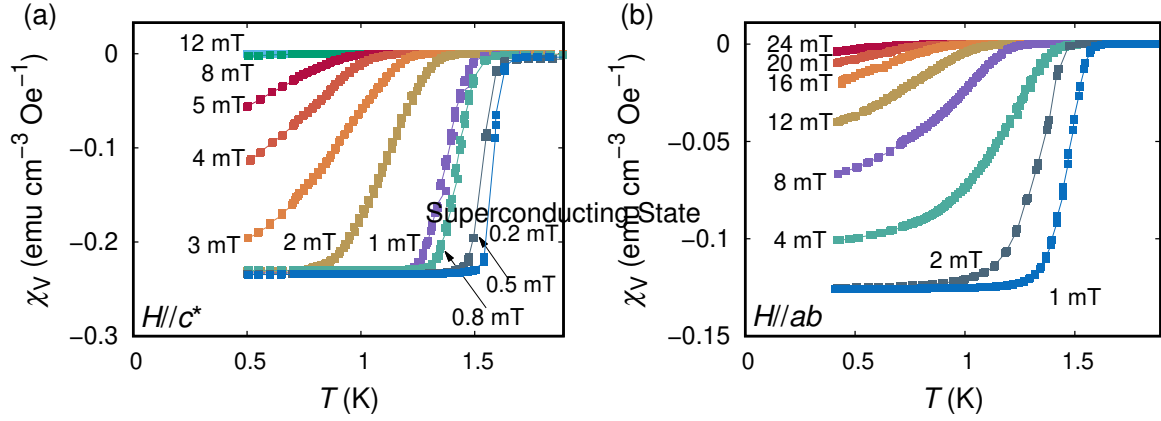 (a)
0
−0.1
−0.2
−0.3
χV (emu cm−3 Oe−1)
12 mT
8 mT
5 mT
4 mT
3 mT
2 mT
1 mT
0.2 mT
0.5 mT
0.8 mT
H//c*
0
0.5
1
1.5
T (K)
Superconducting State
(b)
0
−0.05
−0.1
−0.15
χV (emu cm−3 Oe−1)
24 mT
20 mT
16 mT
12 mT
8 mT
4 mT
2 mT
1 mT
H//ab
0
0.5
1
1.5
T (K)